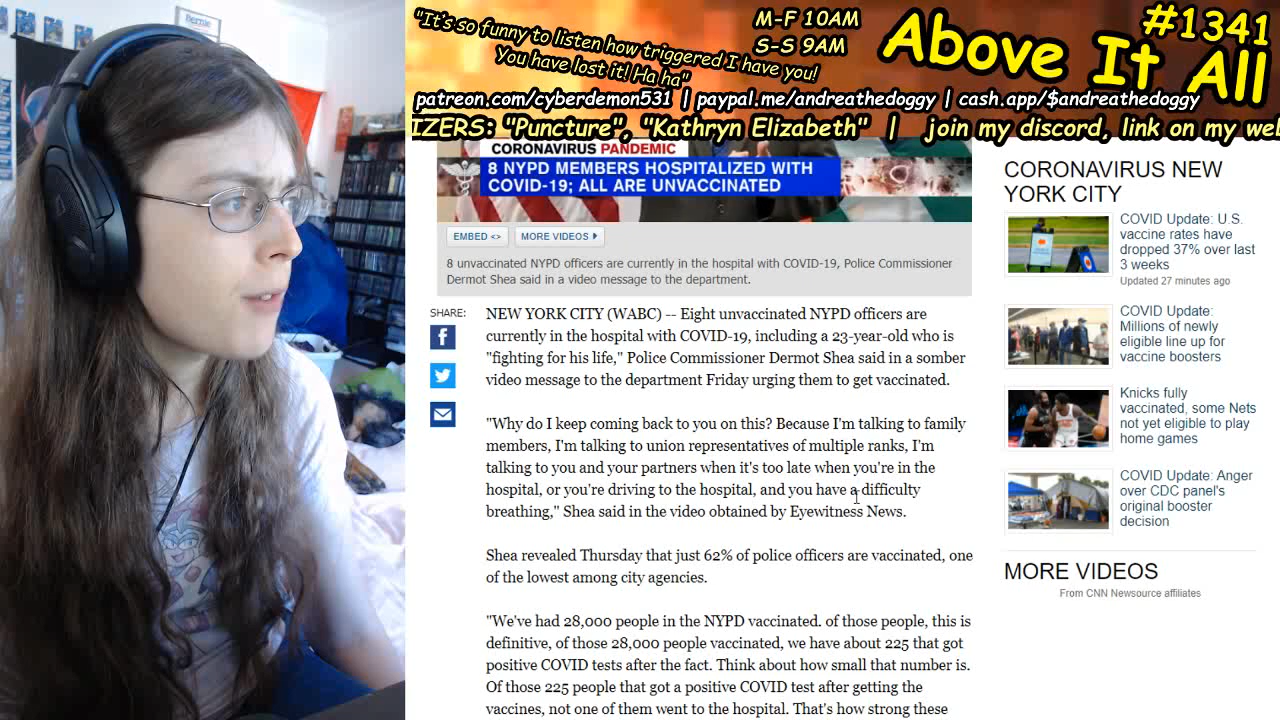 Bernie
"It's so funny to listen how triggered I have you!
You have lost it! Ha ha"
M-F 10AM
S-S 9AM
Above It All
#1341
patreon.com/cyberdemon531 | paypal.me/andreathedoggy | cash.app/$andreathedoggy
IZERS: "Puncture", "Kathryn Elizabeth" | join my discord, link on my wel
CORONAVIRUS PANDEMIC
8 NYPD MEMBERS HOSPITALIZED WITH
COVID-19; ALL ARE UNVACCINATED
EMBED <> MORE VIDEOS
8 unvaccinated NYPD officers are currently in the hospital with COVID-19, Police Commissioner
Dermot Shea said in a video message to the department.
SHARE:
NEW YORK CITY (WABC) -- Eight unvaccinated NYPD officers are
currently in the hospital with COVID-19, including a 23-year-old who is
"fighting for his life," Police Commissioner Dermot Shea said in a somber
video message to the department Friday urging them to get vaccinated.
"Why do I keep coming back to you on this? Because I'm talking to family
members, I'm talking to union representatives of multiple ranks, I'm
talking to you and your partners when it's too late when you're in the
hospital, or you're driving to the hospital, and you have a difficulty
breathing," Shea said in the video obtained by Eyewitness News.
Shea revealed Thursday that just 62% of police officers are vaccinated, one
of the lowest among city agencies.
"We've had 28,000 people in the NYPD vaccinated. of those people, this is
definitive, of those 28,000 people vaccinated, we have about 225 that got
positive COVID tests after the fact. Think about how small that number is.
Of those 225 people that got a positive COVID test after getting the
vaccines, not one of them went to the hospital. That's how strong these
CORONAVIRUS NEW
YORK CITY
COVID Update: U.S.
vaccine rates have
dropped 37% over last
3 weeks
Updated 27 minutes ago
COVID Update:
Millions of newly
eligible line up for
vaccine boosters
Knicks fully
vaccinated, some Nets
not yet eligible to play
home games
COVID Update: Anger
over CDC panel's
original booster
decision
MORE VIDEOS
From CNN Newsource affiliates